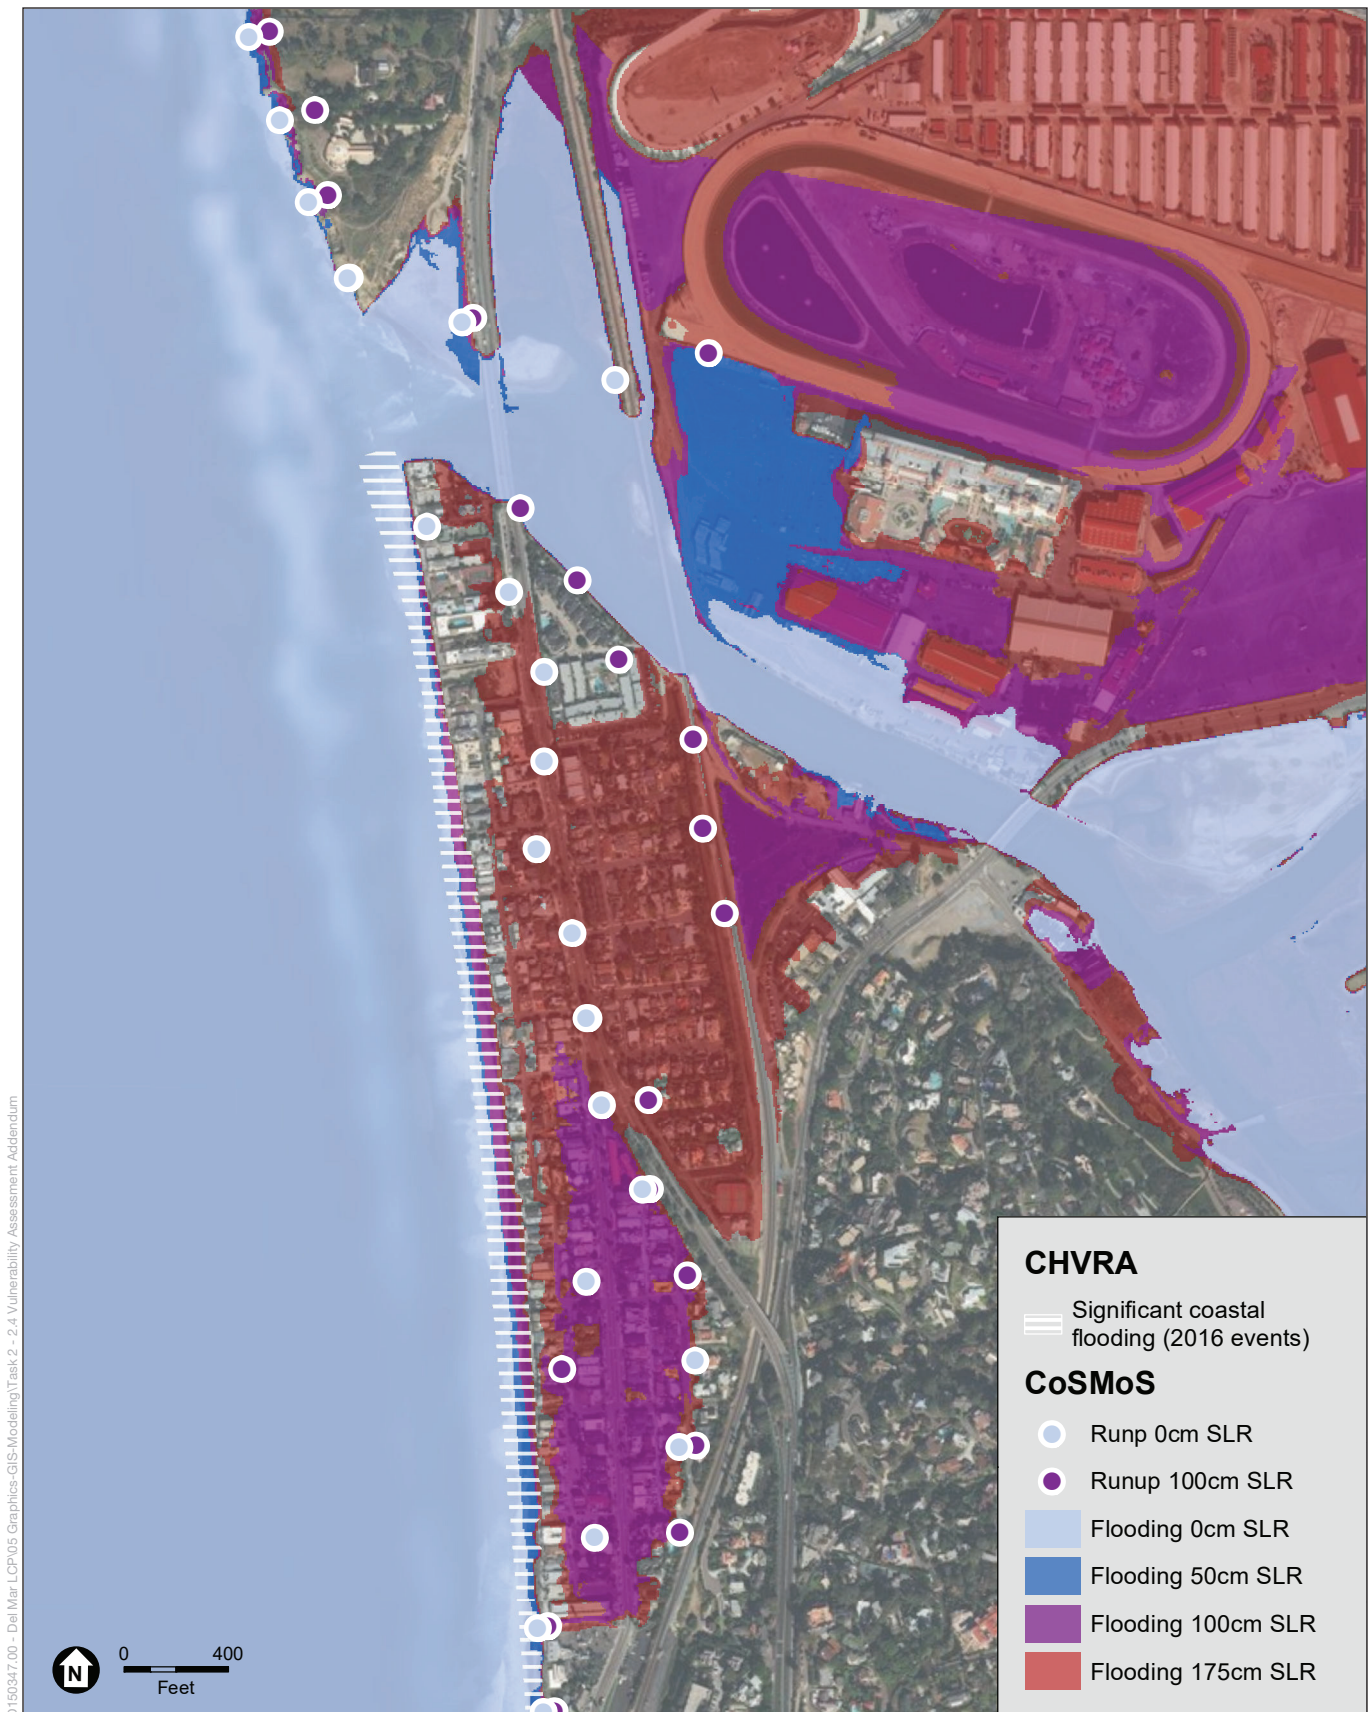 CHVRA
Significant coastal
flooding (2016 events)
CoSMoS
Runp 0cm SLR
Runup 100cm SLR
Flooding 0cm SLR
Flooding 50cm SLR
Flooding 100cm SLR
Flooding 175cm SLR
N
0 400
Feet
0150347.00 - Del Mar LCP\05 Graphics-GIS-Modeling\Task 2 - 2.4 Vulnerability Assessment Addendum